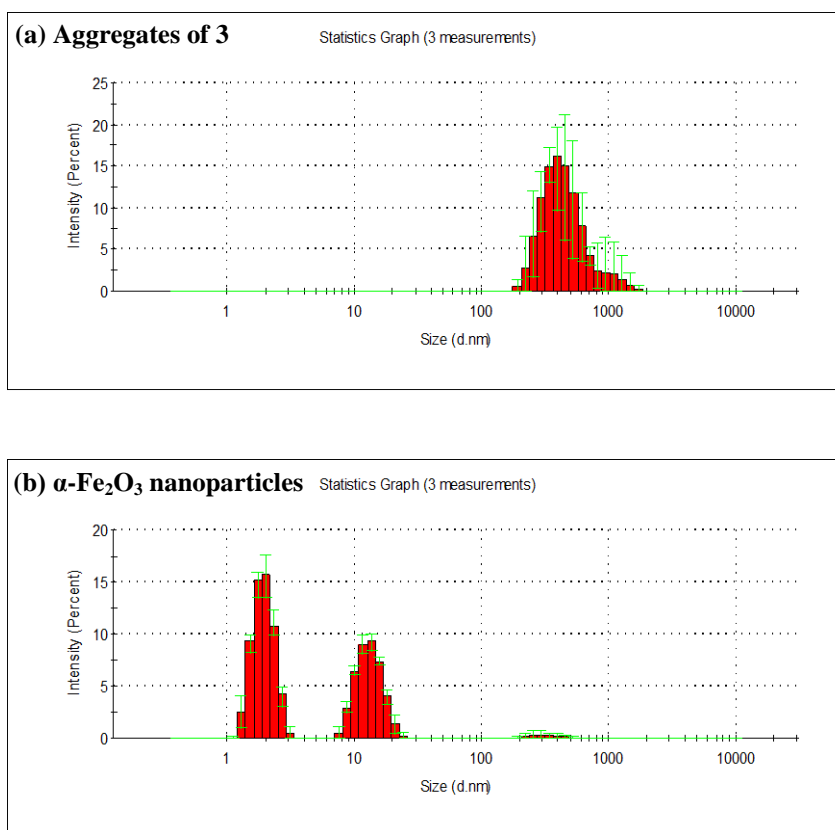 (a) Aggregates of 3 Statistics Graph (3 measurements)
25
20
15
10
5
0
Intensity (Percent)
1 10 100 1000 10000
Size (d.nm)
(b) α-Fe₂O₃ nanoparticles Statistics Graph (3 measurements)
20
15
10
5
0
Intensity (Percent)
1 10 100 1000 10000
Size (d.nm)